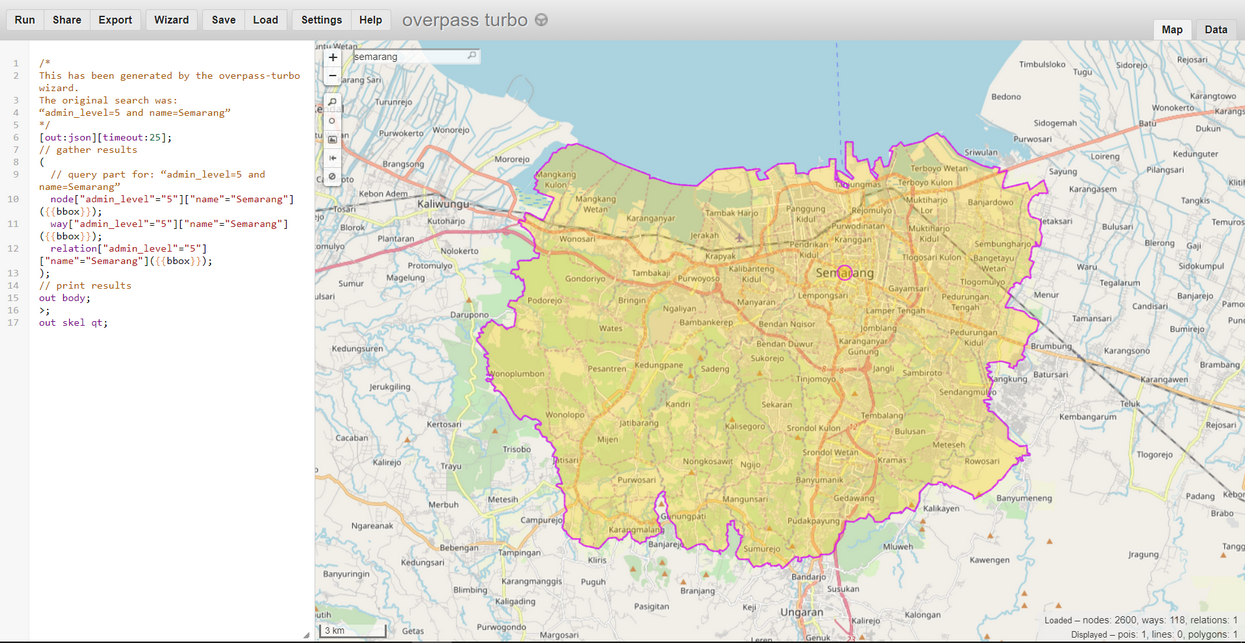 Run Share Export Wizard Save Load Settings Help overpass turbo
Map Data
1 /*
2 This has been generated by the overpass-turbo
wizard.
3 The original search was:
4 “admin_level=5 and name=Semarang”
5 */
6 [out:json][timeout:25];
7 // gather results
8 (
9 // query part for: “admin_level=5 and
name=Semarang”
10 node["admin_level"="5"]["name"="Semarang"]
({{bbox}});
11 way["admin_level"="5"]["name"="Semarang"]
({{bbox}});
12 relation["admin_level"="5"]
["name"="Semarang"]({{bbox}});
13 );
14 // print results
15 out body;
16 >;
17 out skel qt;
+ semarang
−
Timbulsloko
Tugu
Sidorejo
Rejosari
Turunrejo
Bedono
Karangtowo
Wonokerto
Karangrejo
Purwokerto
Wonorejo
Sidogemah
Batu
Dukun
Purwosari
Brangsong
Mororejo
Sriwulan
Loireng
Kedunguter
Kebon Adem
Mangkang
Kulon
Terboyo Wetan
Terboyo Kulon
Sayung
Pilangsari
Karangasem
Kaliwungu
Mangkang
Wetan
Tambak Harjo
Panggung
Kidul
Muktiharjo
Lor
Banjardowo
Tosari
Blorok
Kutoharjo
Karanganyar
Rejomulyo
Purwodinatan
Jetaksari
Temuroso
Plantaran
Wonosari
Jerakah
Pendrikan
Kidul
Kranggan
Muktiharjo
Kidul
Sembungharjo
Bulusari
Blerong
Gaji
Nolokerto
Krapyak
Tlogosari Kulon
Bangetayu
Wetan
Protomulyo
Magelung
Sumur
Gondoriyo
Tambakaji
Purwoyoso
Kalibanteng
Kidul
Semarang
Tlogomulyo
Waru
Tegalarum
Sidokumpul
Podorejo
Bringin
Ngaliyan
Manyaran
Lempongsari
Gayamsari
Pedurungan
Tengah
Menur
Candisari
Banjarejo
Darupono
Wates
Bambankerep
Bendan Ngisor
Lamper Tengah
Jomblang
Pedurungan
Kidul
Tamansari
Bumirejo
Kedungsuren
Bendan Duwur
Karanganyar
Gunung
Brumbung
Karangsono
Wonoplumbon
Pesantren
Kedungpane
Sadeng
Sukorejo
Tinjomoyo
Jangli
Sambiroto
Batursari
Karangawen
Jerukgiling
Kandri
Sekaran
Sendangmulyo
Teluk
Kertosari
Wonolopo
Jatibarang
Kalisegoro
Srondol Kulon
Tembalang
Bulusan
Kembangarum
Rejosari
Cacaban
Mijen
Srondol Wetan
Meteseh
Kalirejo
Trisobo
Jatisari
Nongkosawit
Ngijo
Kramas
Rowosari
Tlogorejo
Trayu
Purwosari
Banyumanik
Metesih
Mangunsari
Gedawang
Banyumeneng
Padang
Merbuh
Campurejo
Gunungpati
Pudakpayung
Kalikayen
Brabo
Ngareanak
Karangmalang
Bebengan
Tampingan
Banjarejo
Sumurejo
Mluweh
Kawengen
Jragung
Kedungsari
Kliris
Banyuringin
Karangmanggis
Puguh
Branjang
Bandarjo
Susukan
Blimbing
Kaligading
Pasigitan
Keji
Ungaran
Kalongan
3 km
Getas
Purwogondo
Margosari
Leren
Genuk
Kalirejo
Loaded – nodes: 2600, ways: 118, relations: 1
Displayed – pois: 1, lines: 0, polygons: 1